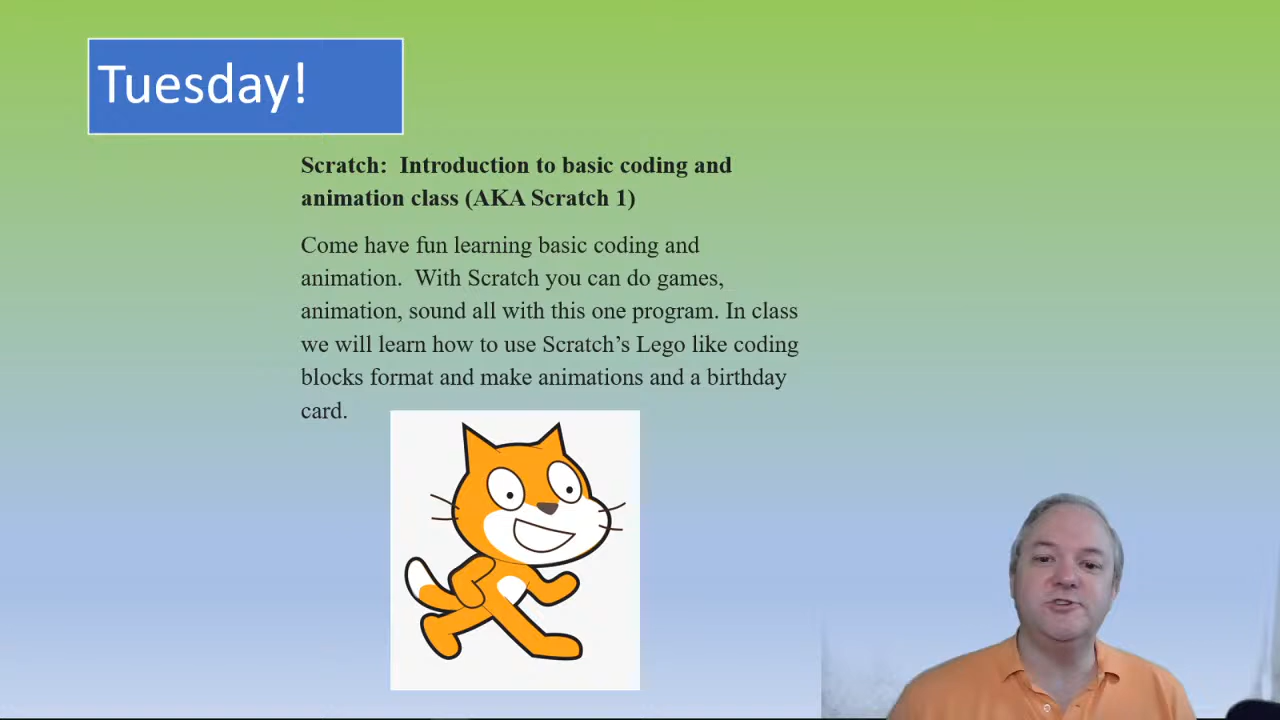 Tuesday!
Scratch:  Introduction to basic coding and
animation class (AKA Scratch 1)
Come have fun learning basic coding and
animation.  With Scratch you can do games,
animation, sound all with this one program. In class
we will learn how to use Scratch’s Lego like coding
blocks format and make animations and a birthday
card.